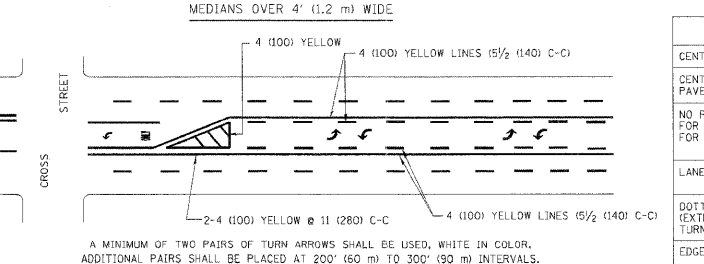 MEDIANS OVER 4' (1.2 m) WIDE
4 (100) YELLOW
4 (100) YELLOW LINES (5½ (140) C-C)
STREET
CROSS
2-4 (100) YELLOW @ 11 (280) C-C
4 (100) YELLOW LINES (5½ (140) C-C)
A MINIMUM OF TWO PAIRS OF TURN ARROWS SHALL BE USED, WHITE IN COLOR.
ADDITIONAL PAIRS SHALL BE PLACED AT 200' (60 m) TO 300' (90 m) INTERVALS.
CENT
CENT
PAVE
NO P
FOR
FOR
LANE
DOTT
(EXTE
TURN
EDGE